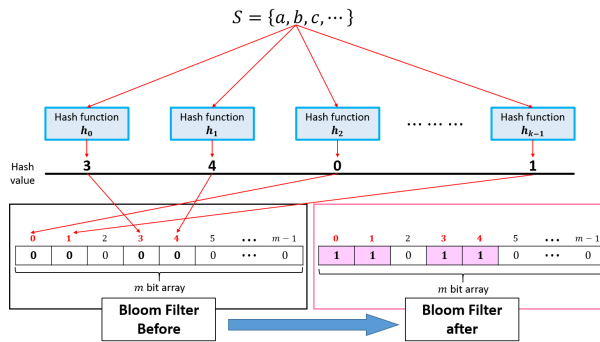 S = {a, b, c, ⋯}
Hash function h₀
Hash function h₁
Hash function h₂
⋯ ⋯ ⋯
Hash function hₖ₋₁
Hash value
3 4 0 1
0 1 2 3 4 5 ⋯ m − 1
0 0 0 0 0 0 ⋯ 0
m bit array
Bloom Filter Before
0 1 2 3 4 5 ⋯ m − 1
1 1 0 1 1 0 ⋯ 0
m bit array
Bloom Filter after